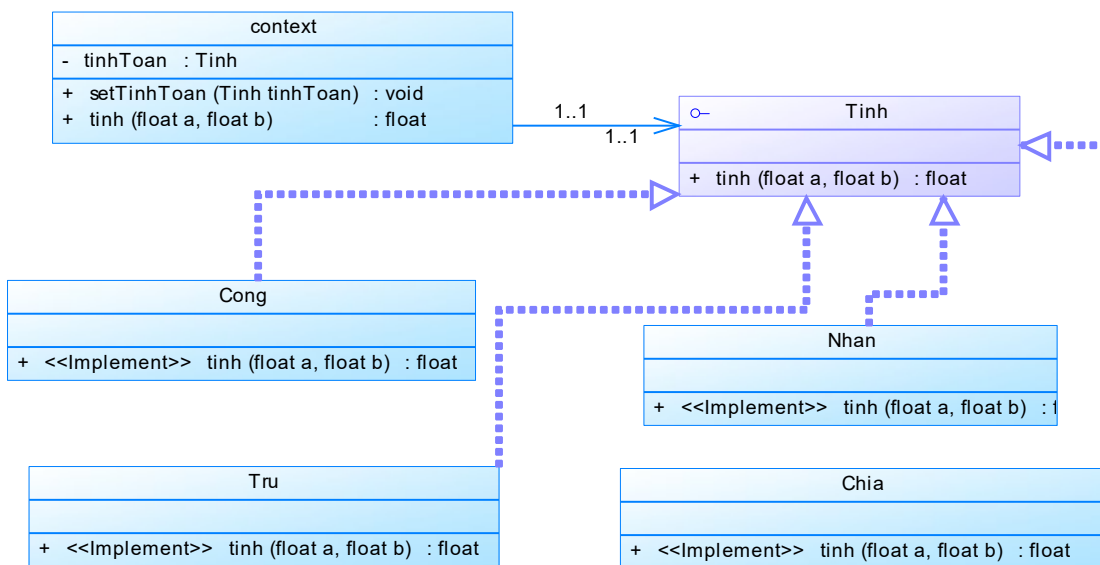 context
- tinhToan : Tinh
+ setTinhToan (Tinh tinhToan) : void
+ tinh (float a, float b) : float
1..1
1..1
Tinh
+ tinh (float a, float b) : float
Cong
+ <<Implement>> tinh (float a, float b) : float
Nhan
+ <<Implement>> tinh (float a, float b) :
Tru
+ <<Implement>> tinh (float a, float b) : float
Chia
+ <<Implement>> tinh (float a, float b) : float